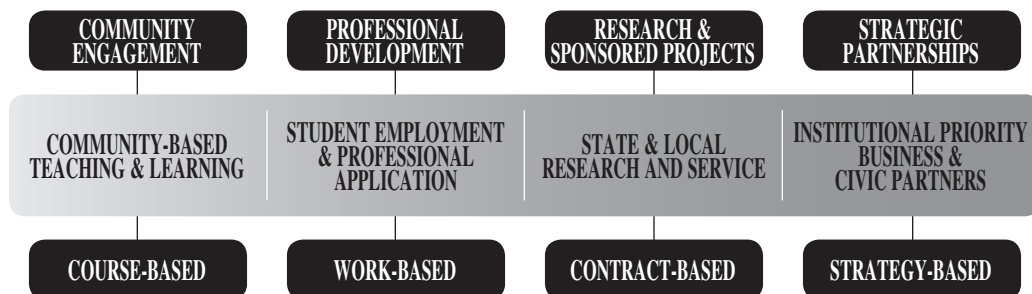 COMMUNITY
ENGAGEMENT
PROFESSIONAL
DEVELOPMENT
RESEARCH &
SPONSORED PROJECTS
STRATEGIC
PARTNERSHIPS
COMMUNITY-BASED
TEACHING & LEARNING
STUDENT EMPLOYMENT
& PROFESSIONAL
APPLICATION
STATE & LOCAL
RESEARCH AND SERVICE
INSTITUTIONAL PRIORITY
BUSINESS &
CIVIC PARTNERS
COURSE-BASED
WORK-BASED
CONTRACT-BASED
STRATEGY-BASED